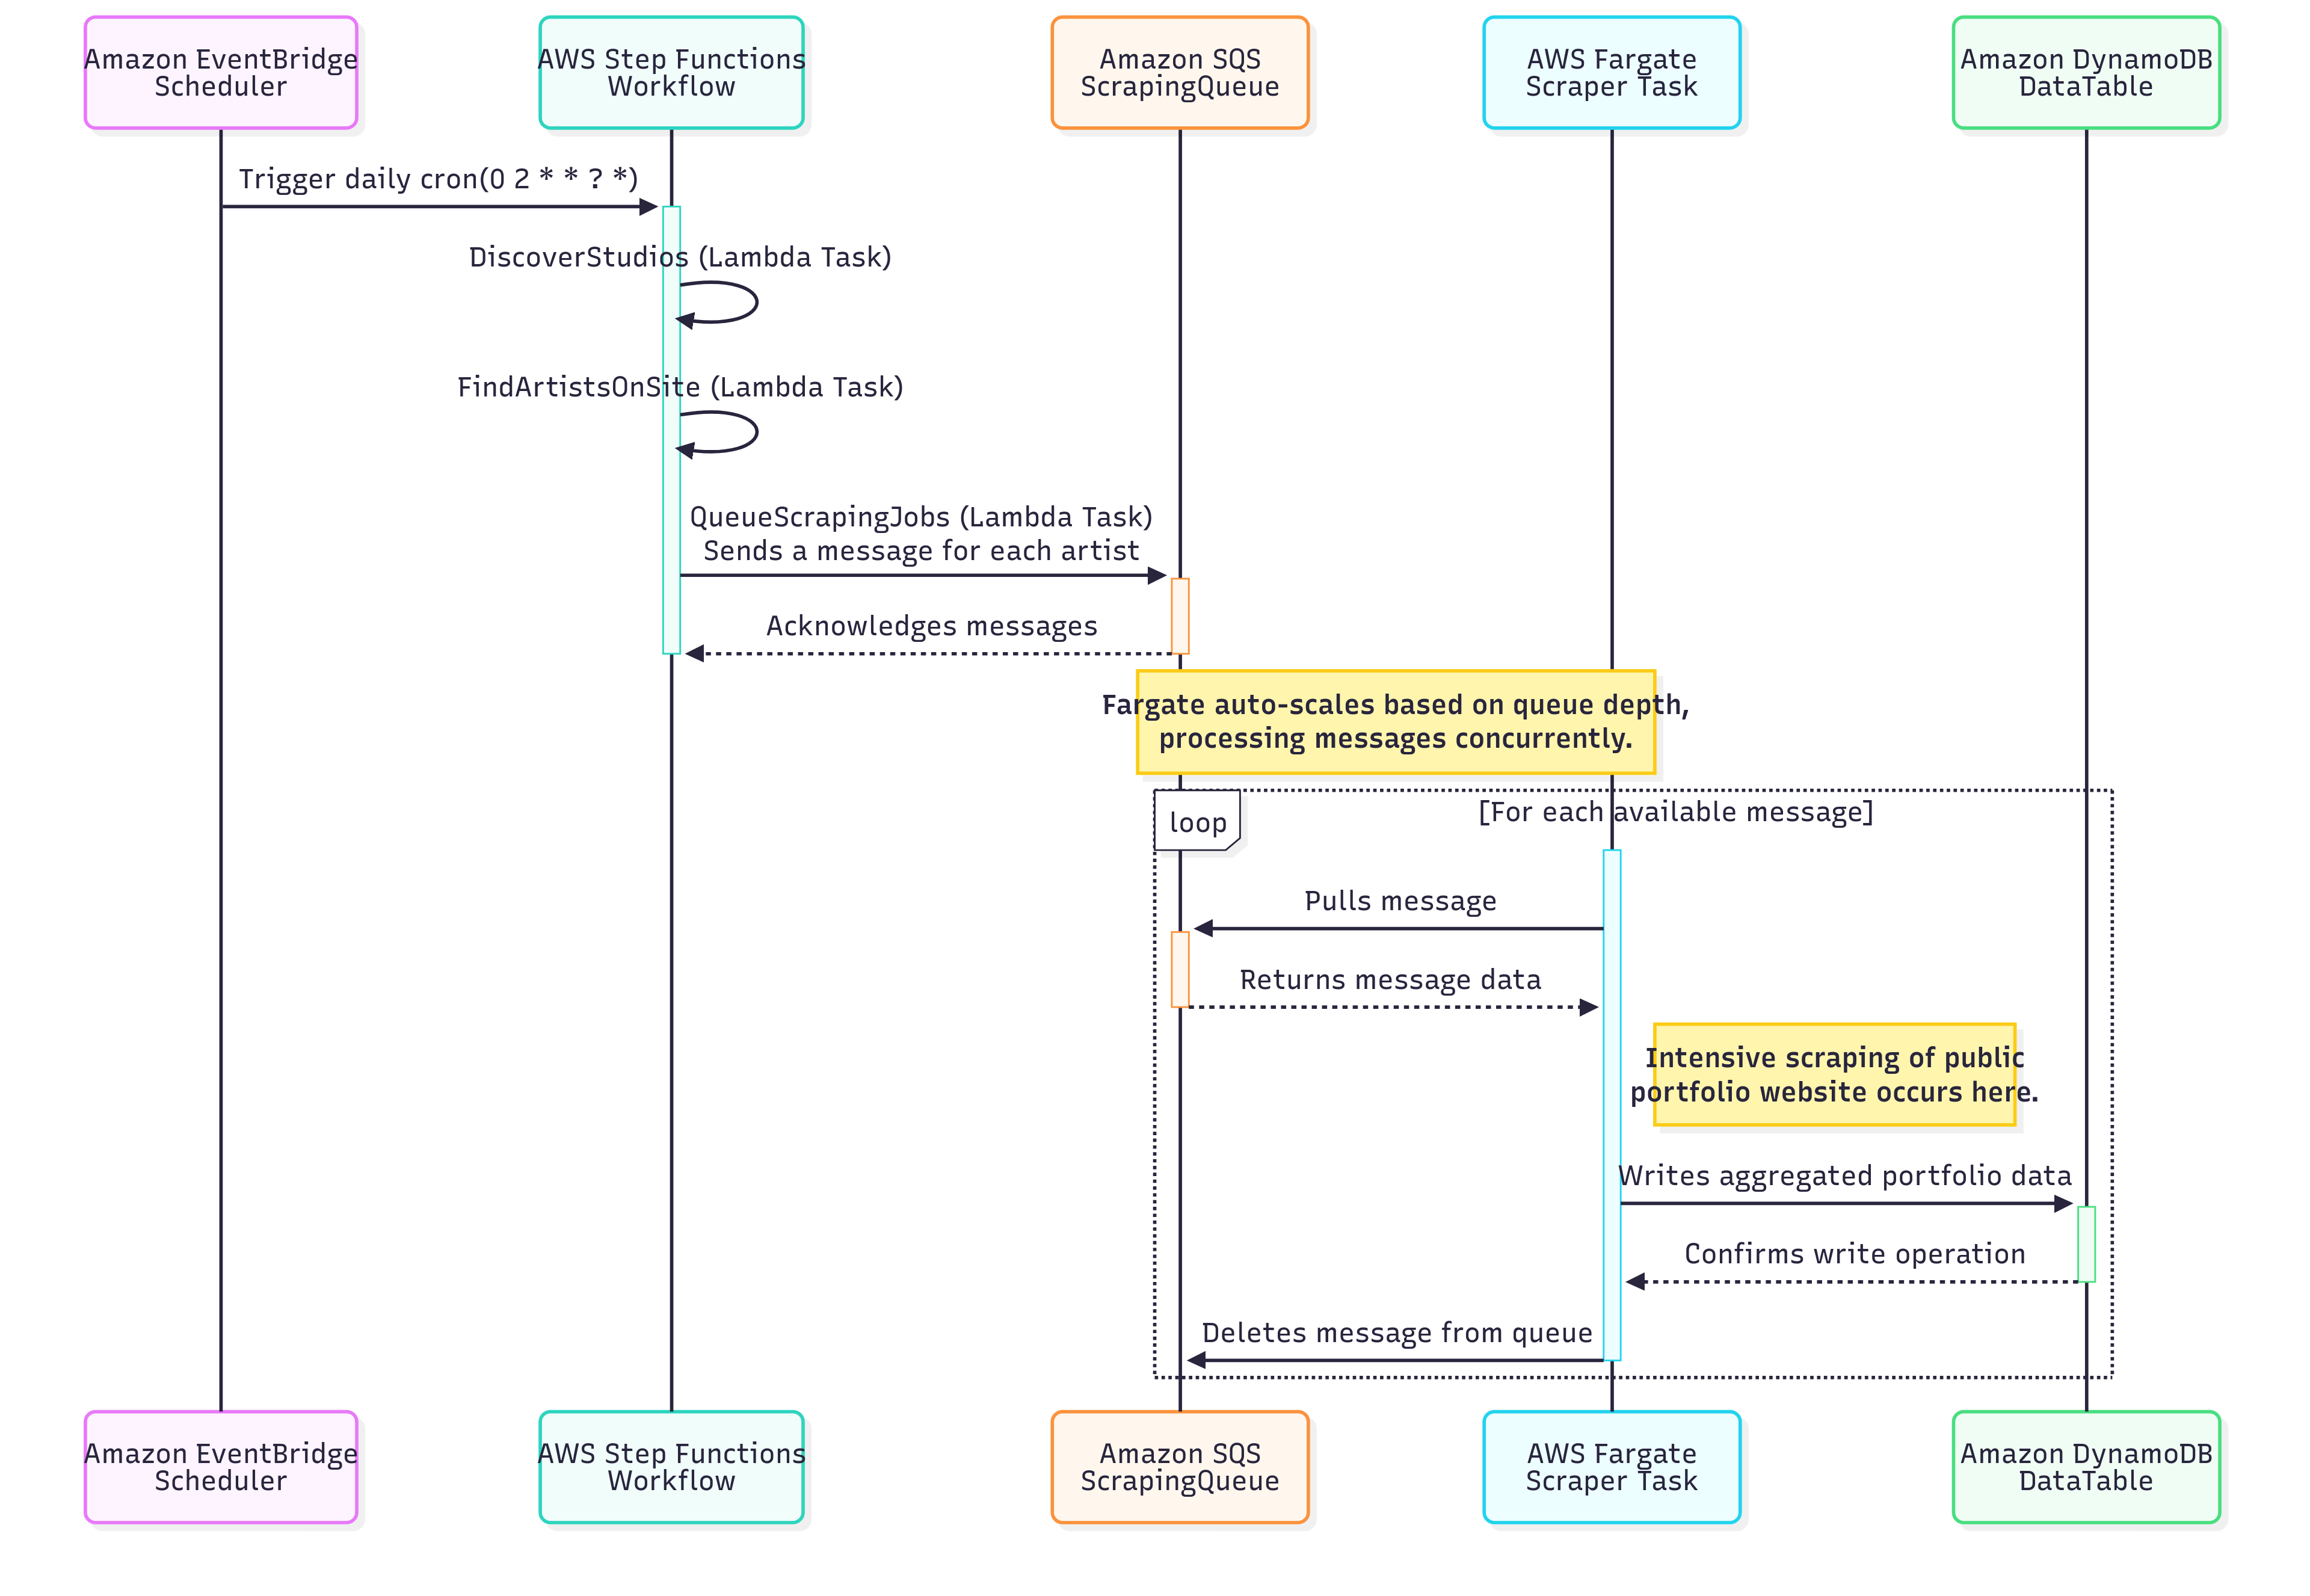 Amazon EventBridge
Scheduler
AWS Step Functions
Workflow
Amazon SQS
ScrapingQueue
AWS Fargate
Scraper Task
Amazon DynamoDB
DataTable
Trigger daily cron(0 2 * * ? *)
DiscoverStudios (Lambda Task)
FindArtistsOnSite (Lambda Task)
QueueScrapingJobs (Lambda Task)
Sends a message for each artist
Acknowledges messages
Fargate auto-scales based on queue depth,
processing messages concurrently.
loop
[For each available message]
Pulls message
Returns message data
Intensive scraping of public
portfolio website occurs here.
Writes aggregated portfolio data
Confirms write operation
Deletes message from queue
Amazon EventBridge
Scheduler
AWS Step Functions
Workflow
Amazon SQS
ScrapingQueue
AWS Fargate
Scraper Task
Amazon DynamoDB
DataTable